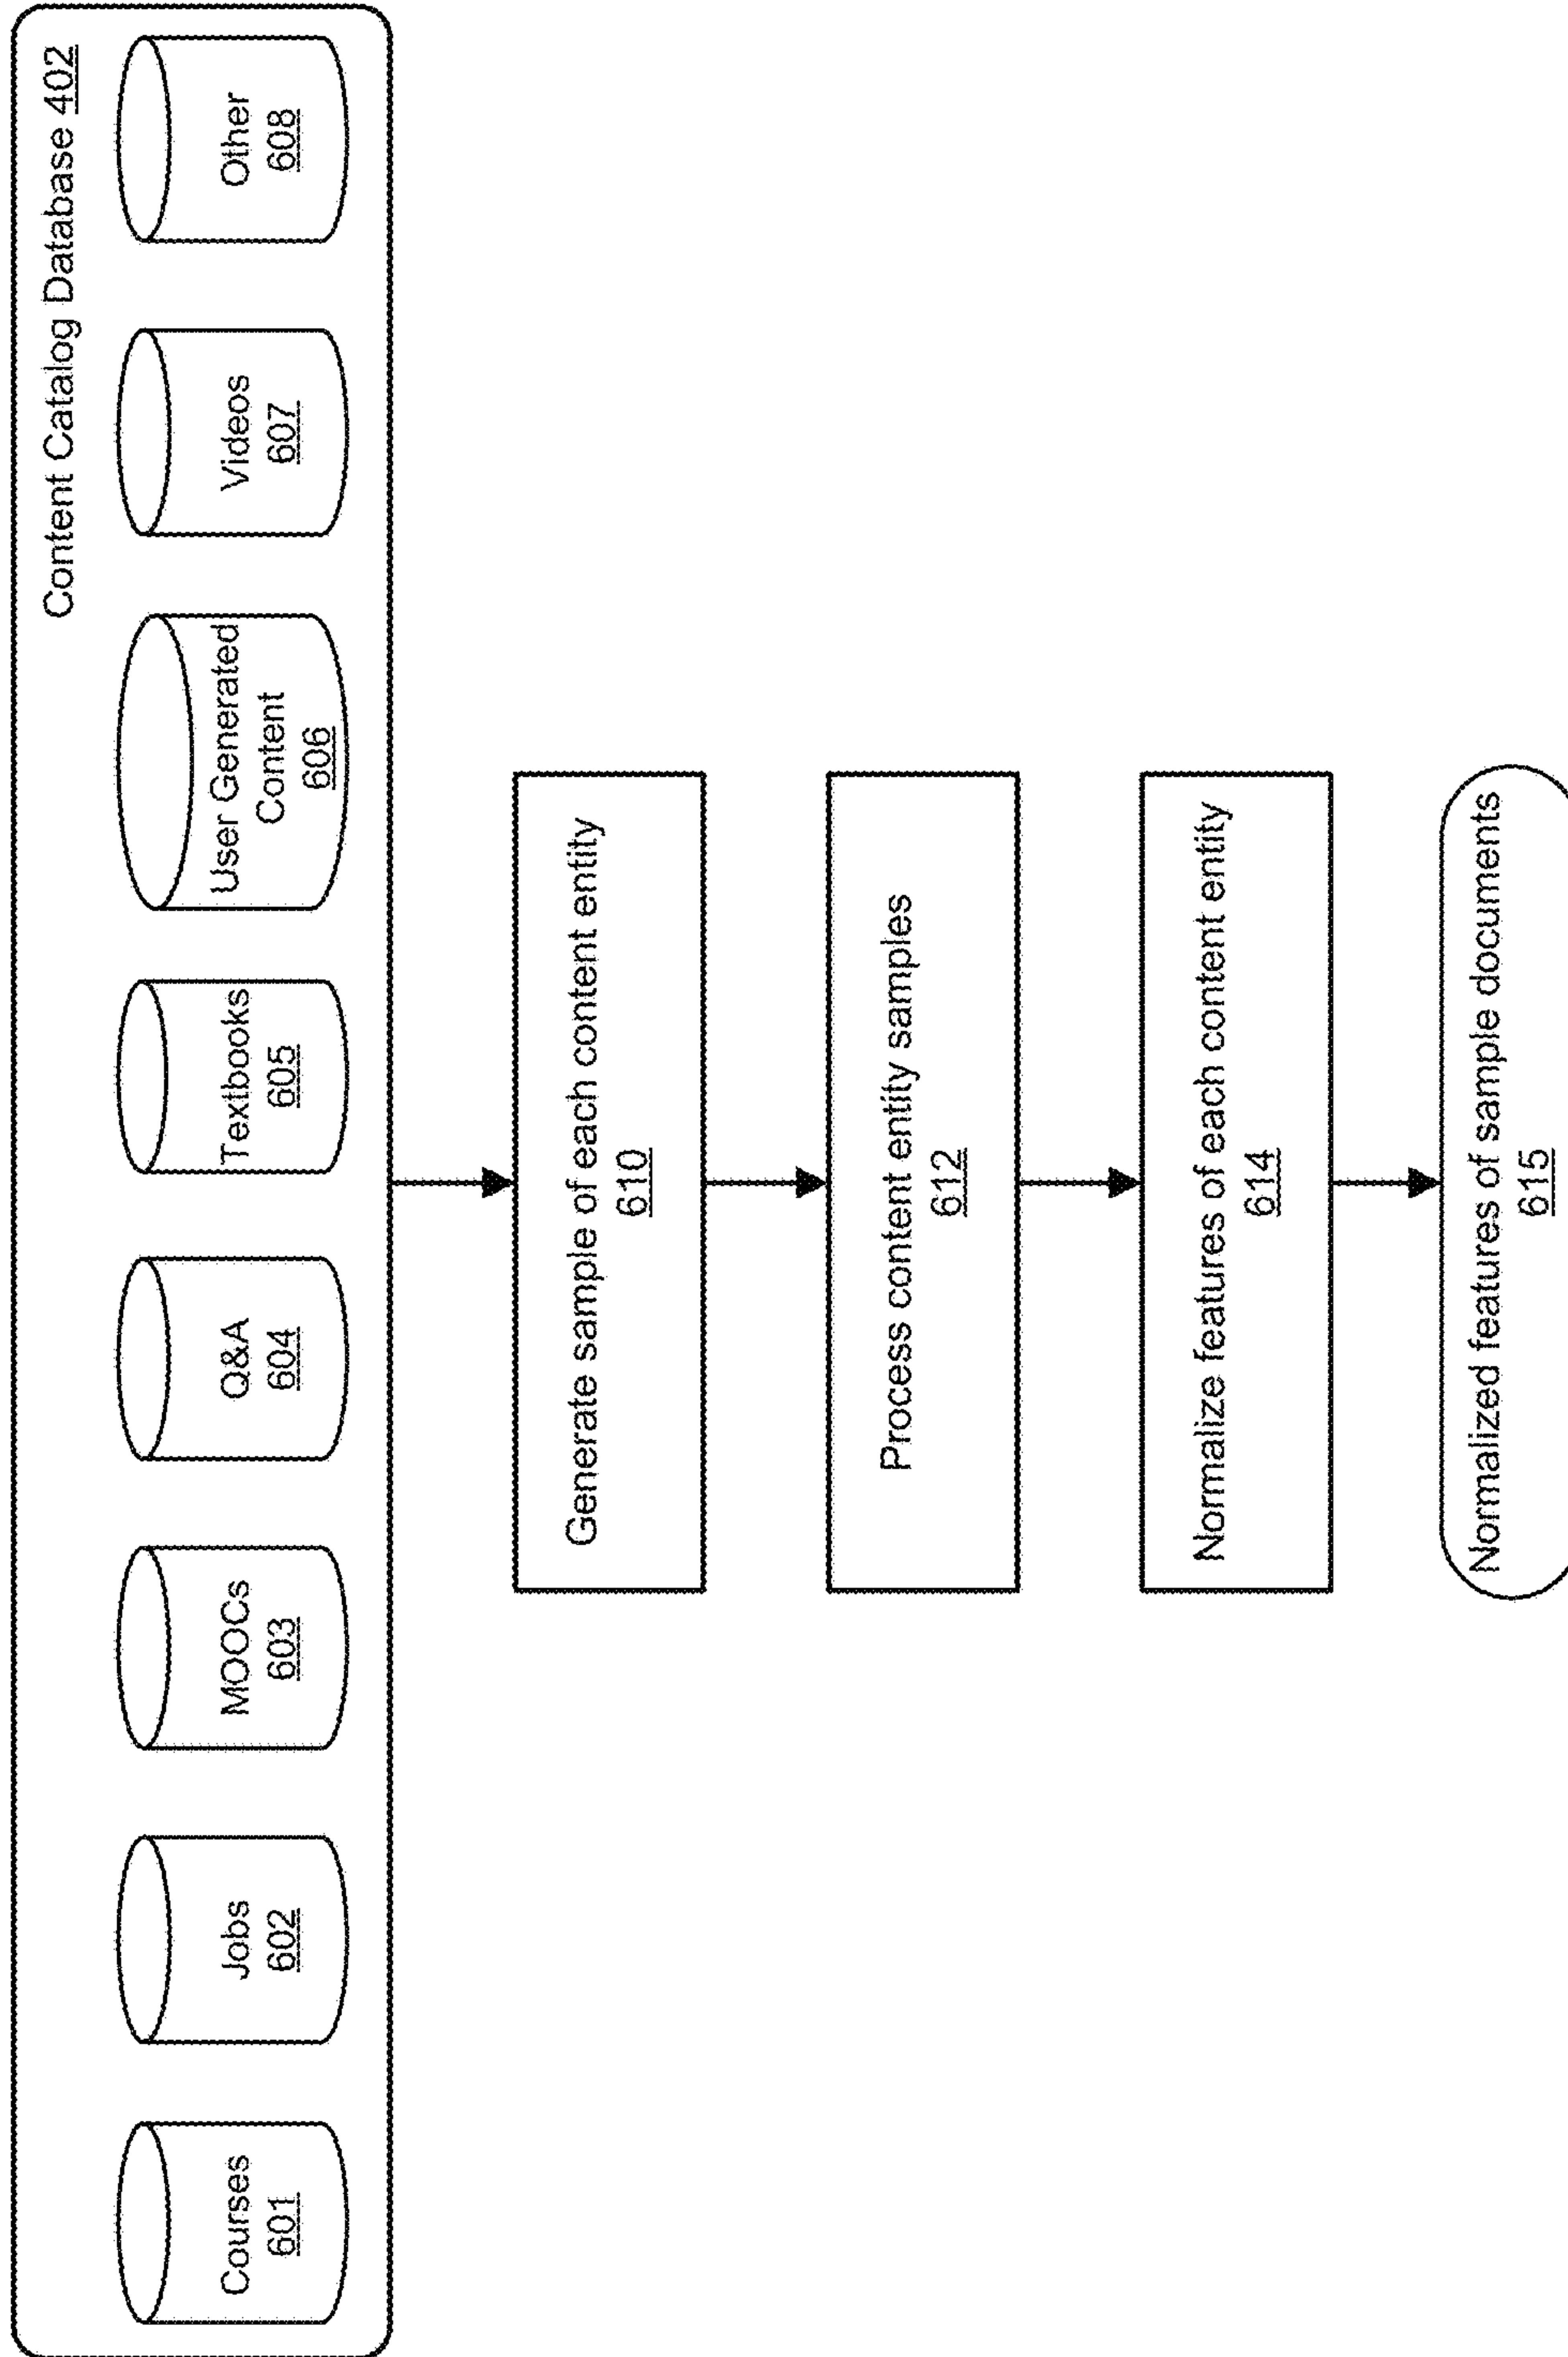 Content Catalog Database 402
Courses
601
Jobs
602
MOOCs
603
Q&A
604
Textbooks
605
User Generated
Content
606
Videos
607
Other
608
Generate sample of each content entity
610
Process content entity samples
612
Normalize features of each content entity
614
Normalized features of sample documents
615